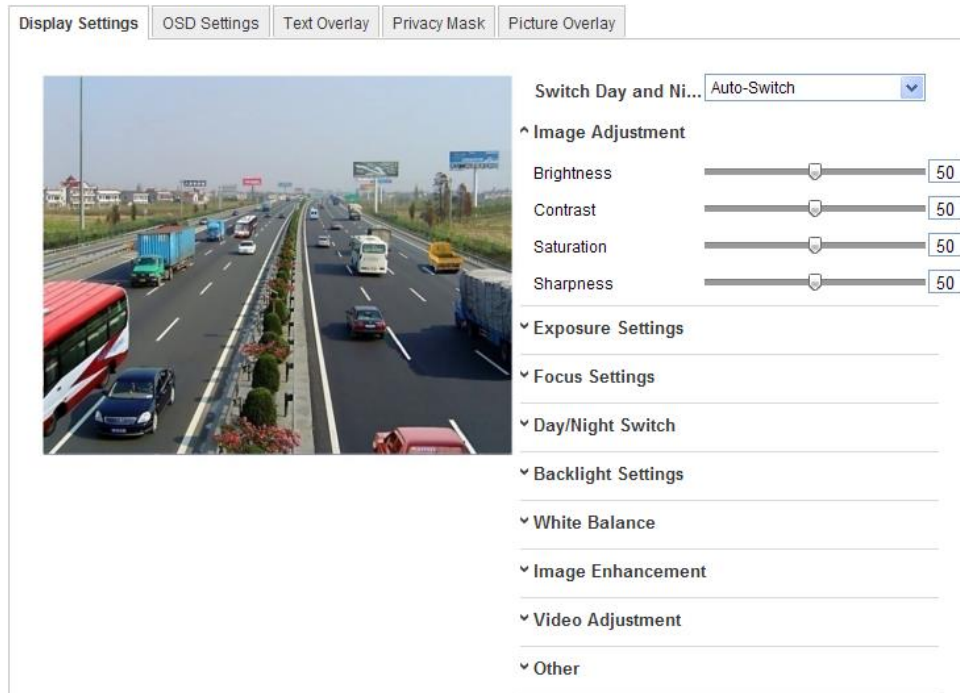 Display Settings
OSD Settings
Text Overlay
Privacy Mask
Picture Overlay
Switch Day and Ni... Auto-Switch
Image Adjustment
Brightness 50
Contrast 50
Saturation 50
Sharpness 50
Exposure Settings
Focus Settings
Day/Night Switch
Backlight Settings
White Balance
Image Enhancement
Video Adjustment
Other